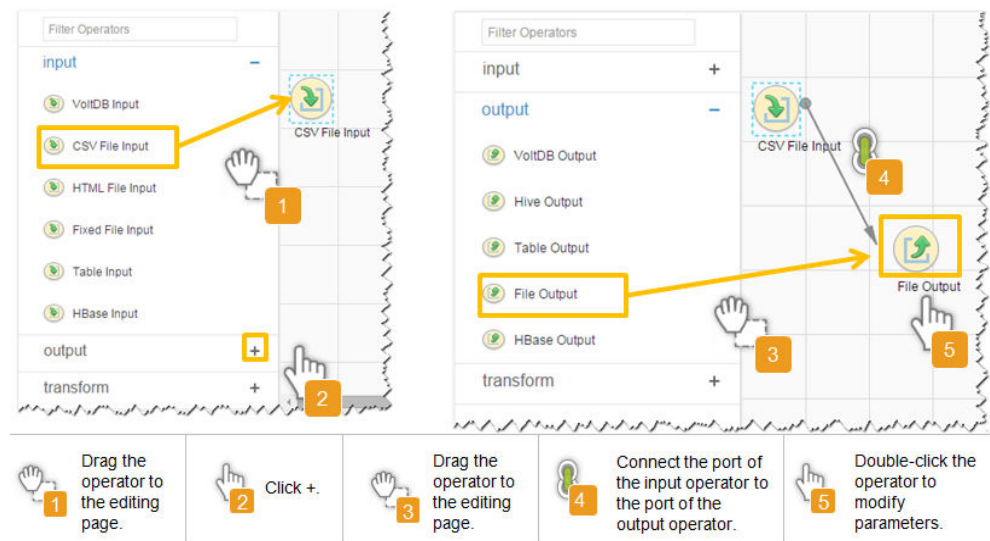 Filter Operators
input
–
VoltDB Input
CSV File Input
HTML File Input
Fixed File Input
Table Input
HBase Input
output
+
transform
+
CSV File Input
1
2
Filter Operators
input
+
output
–
VoltDB Output
Hive Output
Table Output
File Output
HBase Output
transform
+
CSV File Input
4
File Output
3
5
1
Drag the
operator to
the editing
page.
2
Click +.
3
Drag the
operator to
the editing
page.
4
Connect the port of
the input operator to
the port of the
output operator.
5
Double-click the
operator to
modify
parameters.